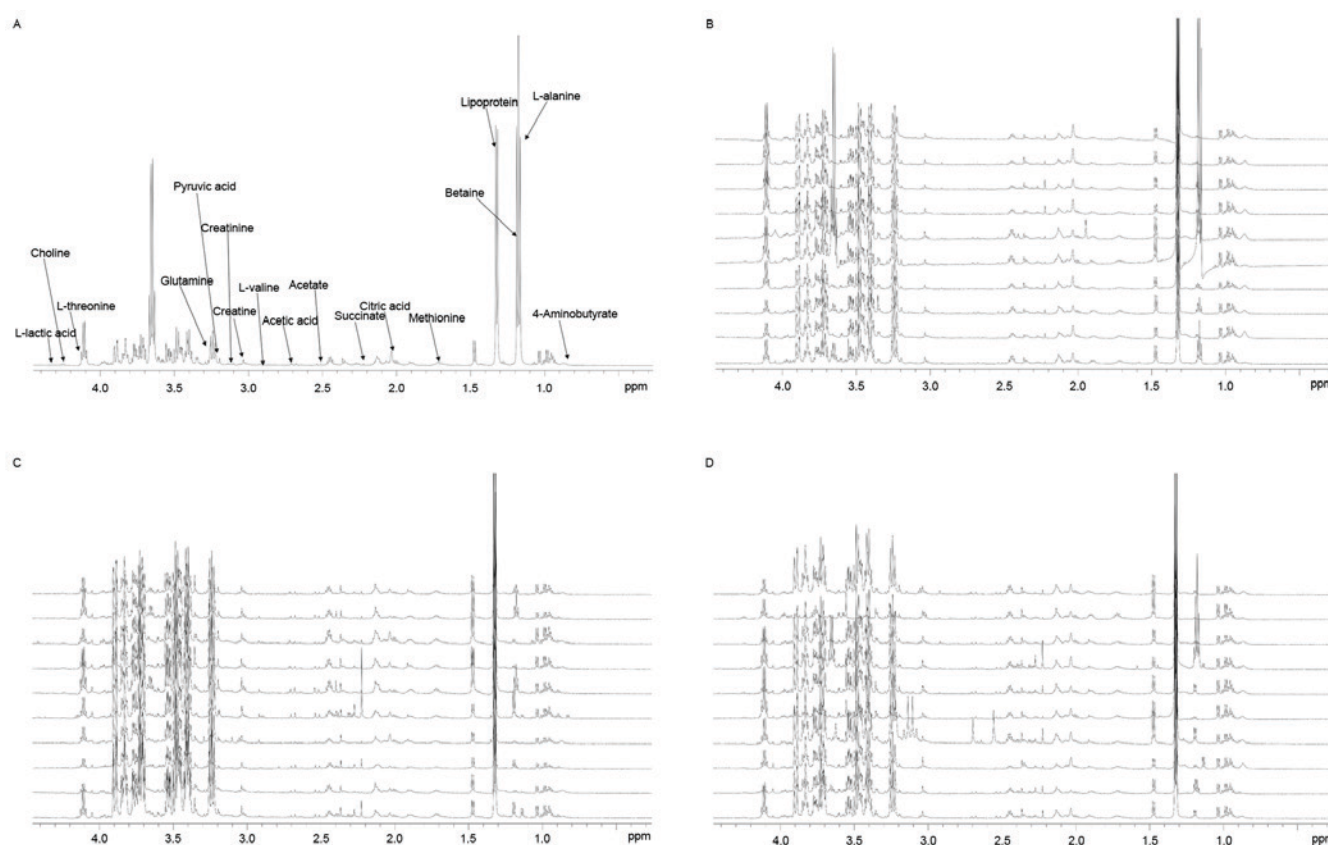 A
Lipoprotein
L-alanine
Pyruvic acid
Betaine
Creatinine
Choline
Glutamine
L-valine
Acetate
L-threonine
Creatine
Acetic acid
Succinate
Citric acid
Methionine
4-Aminobutyrate
L-lactic acid
4.0 3.5 3.0 2.5 2.0 1.5 1.0 ppm
B
4.0 3.5 3.0 2.5 2.0 1.5 1.0 ppm
C
4.0 3.5 3.0 2.5 2.0 1.5 1.0 ppm
D
4.0 3.5 3.0 2.5 2.0 1.5 1.0 ppm